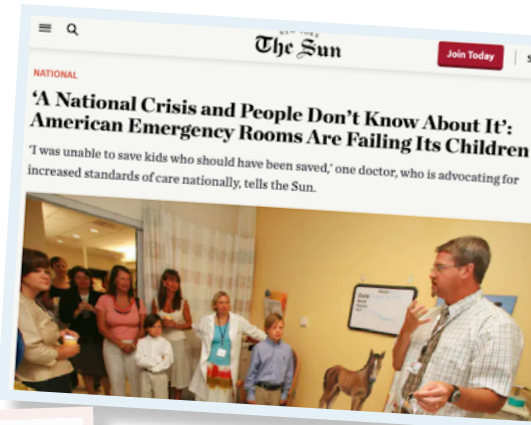 NEW YORK
The Sun
Join Today
NATIONAL
‘A National Crisis and People Don’t Know About It’:
American Emergency Rooms Are Failing Its Children
‘I was unable to save kids who should have been saved,’ one doctor, who is advocating for
increased standards of care nationally, tells the Sun.